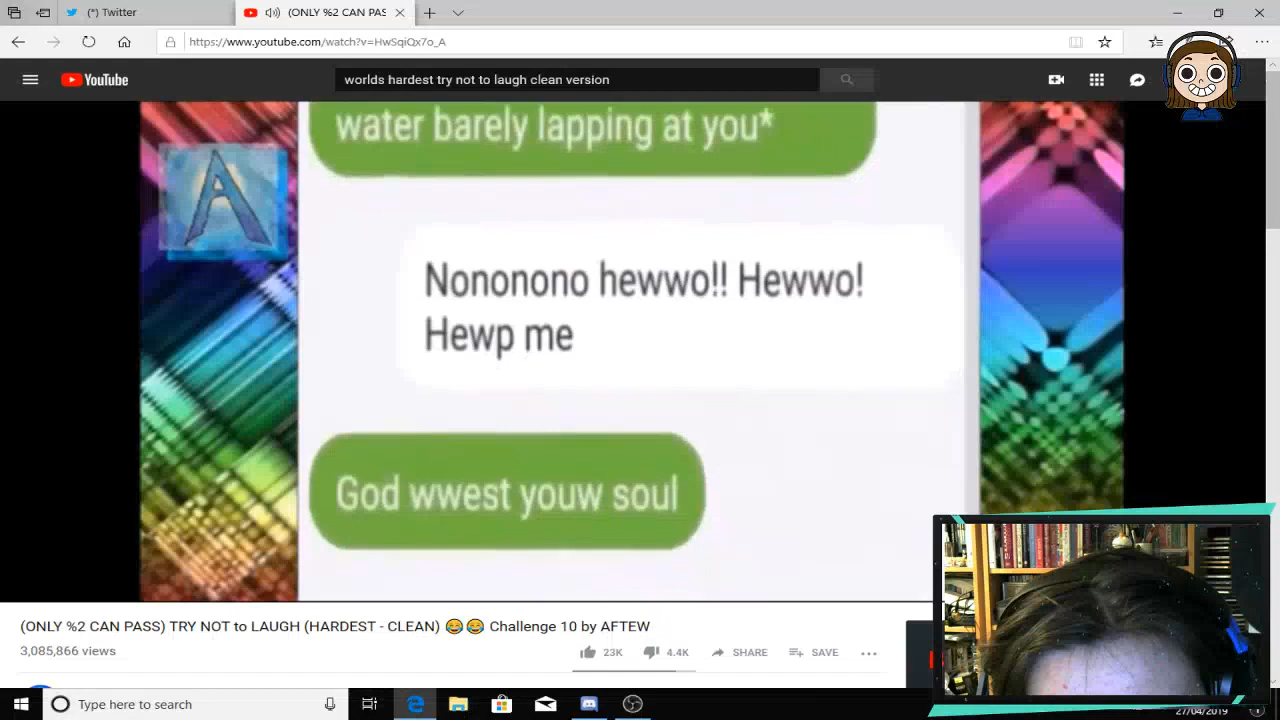 (*) Twitter
(ONLY %2 CAN PAS
https://www.youtube.com/watch?v=HwSqiQx7o_A
YouTube
worlds hardest try not to laugh clean version
water barely lapping at you*
A
Nononono hewwo!! Hewwo!
Hewp me
God wwest youw soul
(ONLY %2 CAN PASS) TRY NOT to LAUGH (HARDEST - CLEAN) 😂😂 Challenge 10 by AFTEW
3,085,866 views
23K
4.4K
SHARE
SAVE
Type here to search
27/04/2019